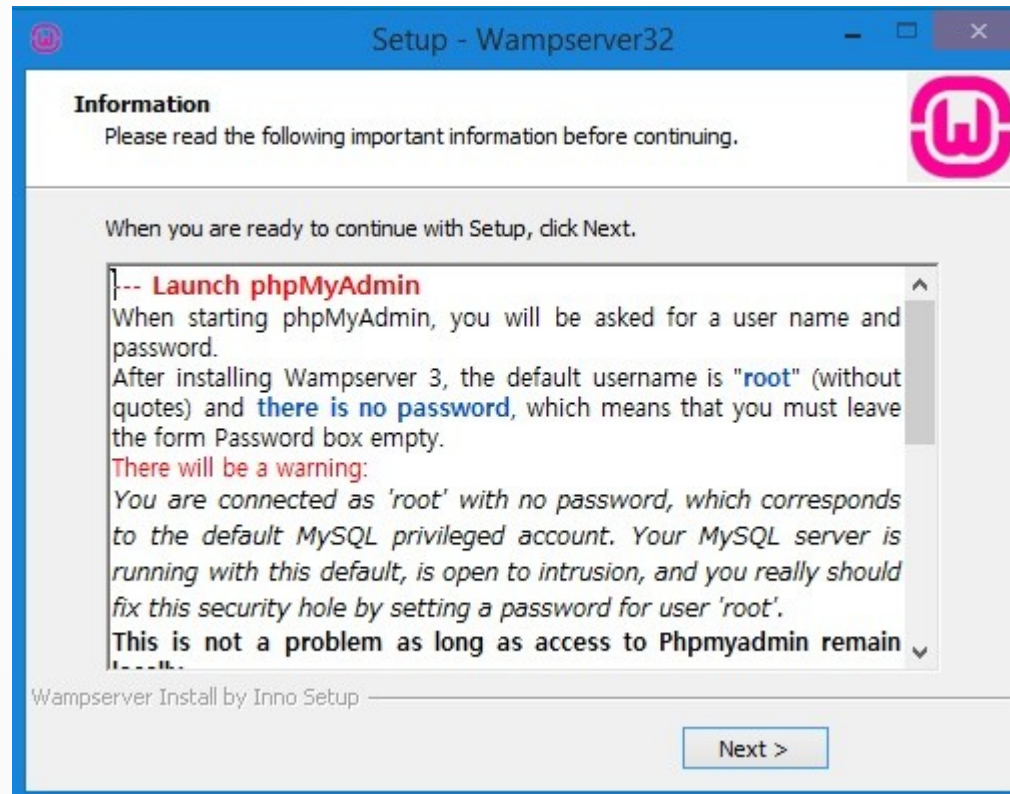 Setup - Wampserver32
Information
Please read the following important information before continuing.
When you are ready to continue with Setup, click Next.
--- Launch phpMyAdmin
When starting phpMyAdmin, you will be asked for a user name and
password.
After installing Wampserver 3, the default username is "root" (without
quotes) and there is no password, which means that you must leave
the form Password box empty.
There will be a warning:
You are connected as 'root' with no password, which corresponds
to the default MySQL privileged account. Your MySQL server is
running with this default, is open to intrusion, and you really should
fix this security hole by setting a password for user 'root'.
This is not a problem as long as access to Phpmyadmin remain
Wampserver Install by Inno Setup
Next >